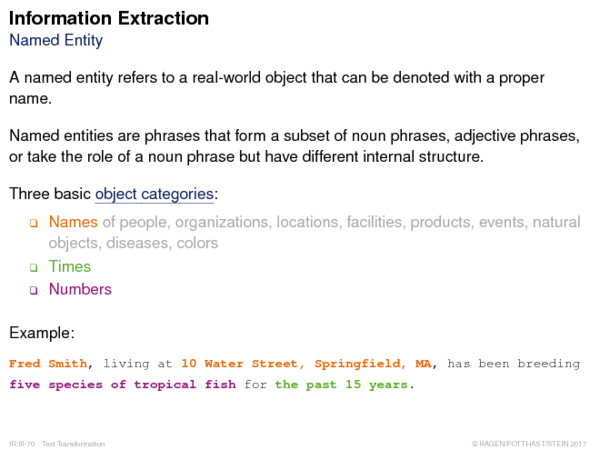 Information Extraction
Named Entity
A named entity refers to a real-world object that can be denoted with a proper
name.
Named entities are phrases that form a subset of noun phrases, adjective phrases,
or take the role of a noun phrase but have different internal structure.
Three basic object categories:
❑ Names of people, organizations, locations, facilities, products, events, natural
objects, diseases, colors
❑ Times
❑ Numbers
Example:
Fred Smith, living at 10 Water Street, Springfield, MA, has been breeding
five species of tropical fish for the past 15 years.
IR:III-70 Text Transformation © HAGEN/POTTHAST/STEIN 2017